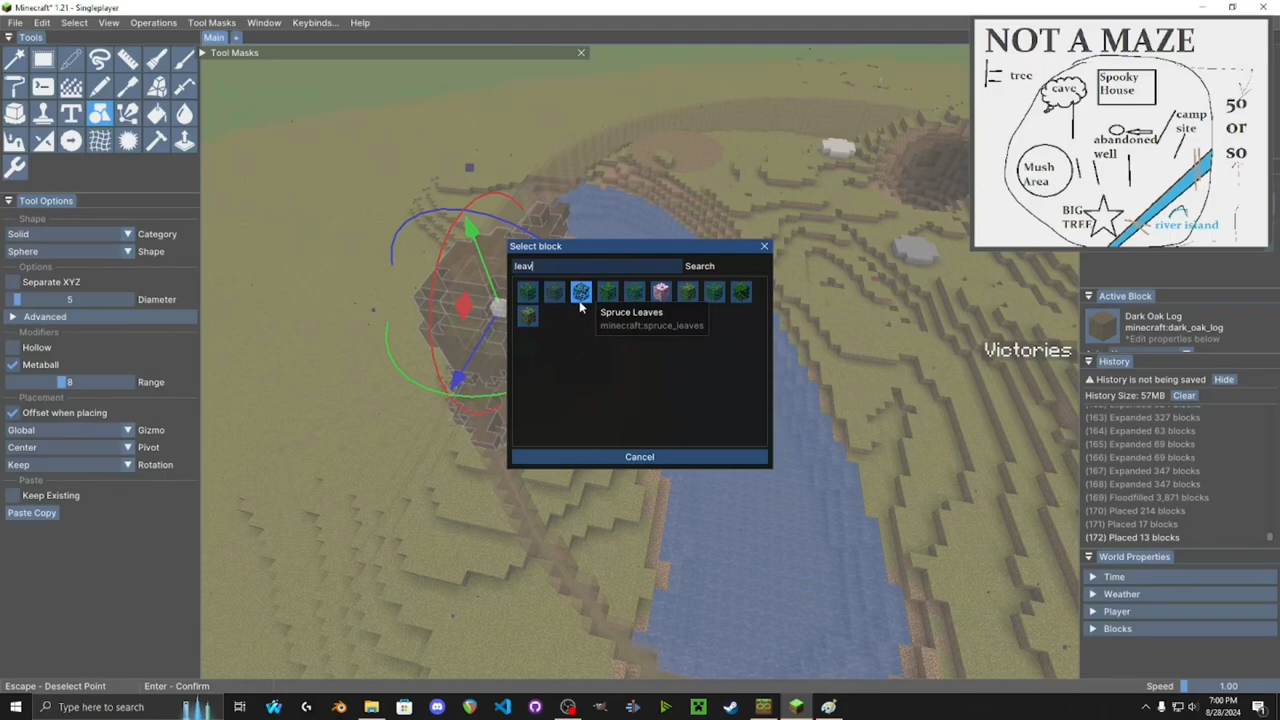 Minecraft* 1.21 - Singleplayer
File Edit Select View Operations Tool Masks Window Keybinds... Help
Tools
Main +
Tool Masks
Tool Options
Shape
Solid Category
Sphere Shape
Options
Separate XYZ
5 Diameter
Advanced
Modifiers
Hollow
Metaball
8 Range
Placement
Offset when placing
Global Gizmo
Center Pivot
Keep Rotation
Paste
Keep Existing
Paste Copy
Select block
leav Search
Spruce Leaves
minecraft:spruce_leaves
Cancel
NOT A MAZE
tree
cave
Spooky
House
camp
site
abandoned
well
50
or
so
Mush
Area
BIG
TREE
river island
Active Block
Dark Oak Log
minecraft:dark_oak_log
*Edit properties below
Victories
History
History is not being saved Hide
History Size: 57MB Clear
(163) Expanded 327 blocks
(164) Expanded 63 blocks
(165) Expanded 69 blocks
(166) Expanded 69 blocks
(167) Expanded 347 blocks
(168) Expanded 347 blocks
(169) Floodfilled 3,871 blocks
(170) Placed 214 blocks
(171) Placed 17 blocks
(172) Placed 13 blocks
World Properties
Time
Weather
Player
Blocks
Escape - Deselect Point Enter - Confirm
Speed 1.00
Type here to search
7:00 PM
8/28/2024